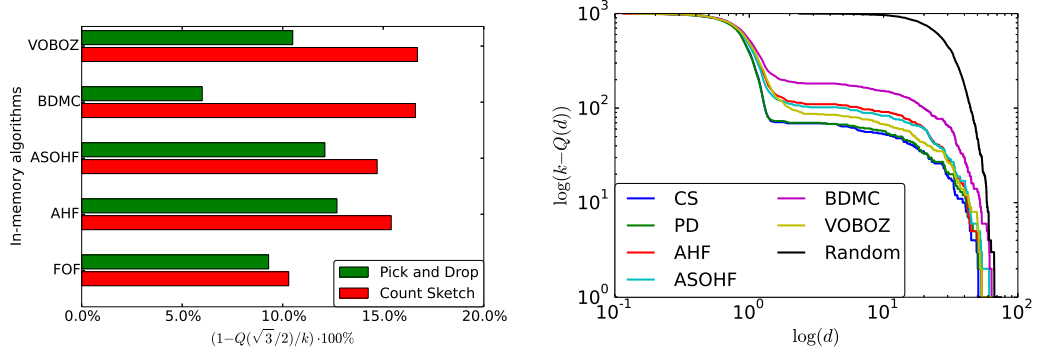 In-memory algorithms
VOBOZ
BDMC
ASOHF
AHF
FOF
Pick and Drop
Count Sketch
0.0% 5.0% 10.0% 15.0% 20.0%
(1−Q(√3/2)/k)·100%
log(k−Q(d))
10³
10²
10¹
10⁰
CS
PD
AHF
ASOHF
BDMC
VOBOZ
Random
10⁻¹ 10⁰ 10¹ 10²
log(d)